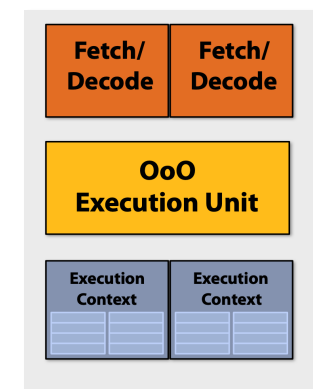 Fetch/ Fetch/
Decode Decode
OoO
Execution Unit
Execution Execution
Context Context